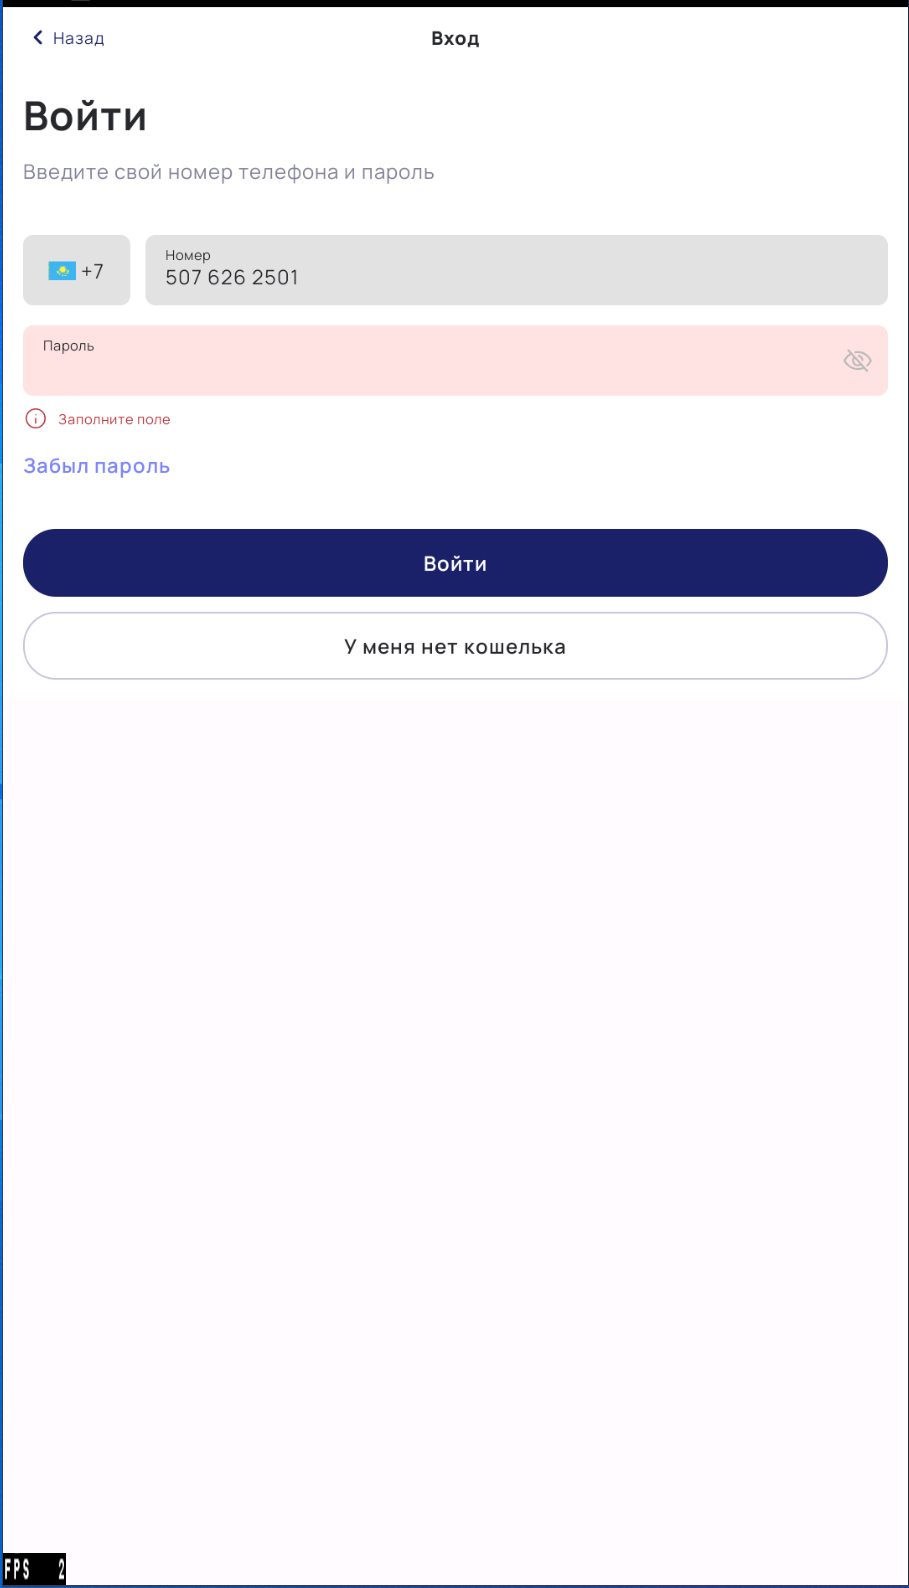 Назад
Вход
Войти
Введите свой номер телефона и пароль
+7
Номер
507 626 2501
Пароль
Заполните поле
Забыл пароль
Войти
У меня нет кошелька
FPS 2